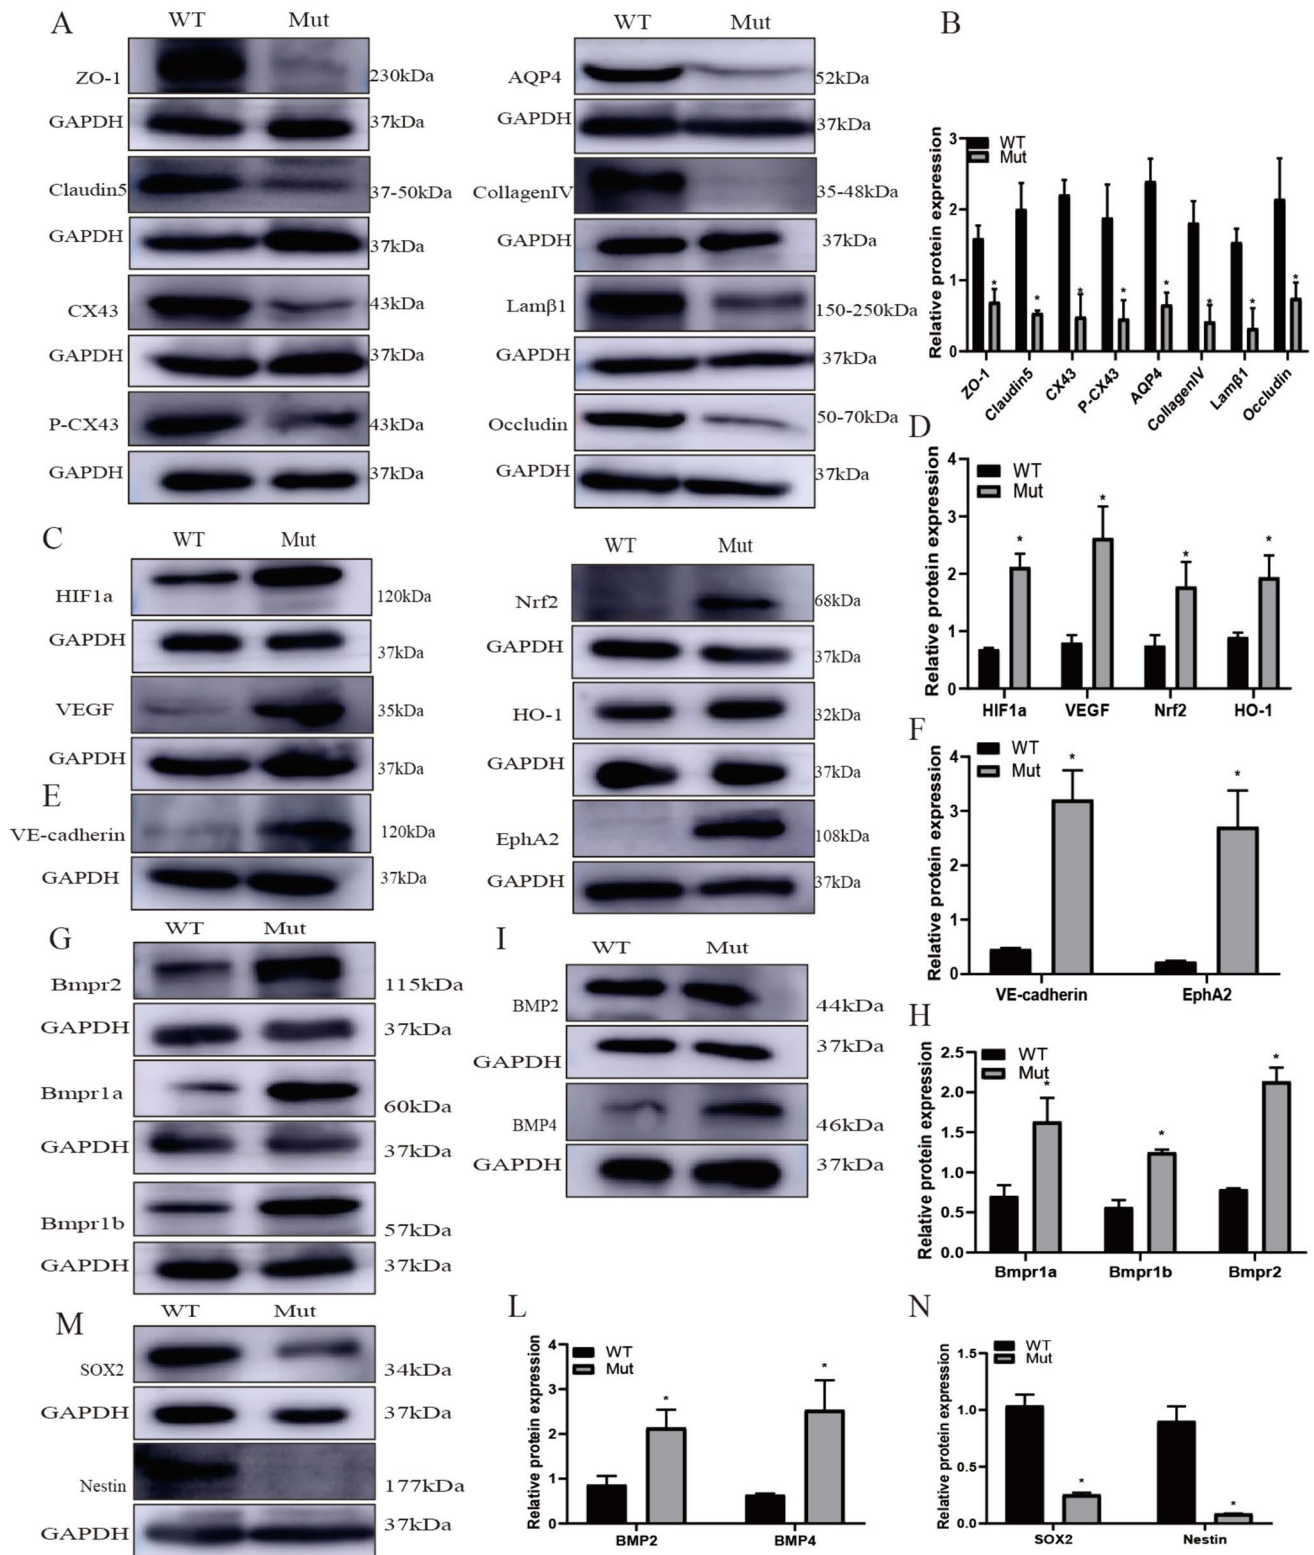 A
WT Mut
ZO-1 230kDa
GAPDH 37kDa
Claudin5 37-50kDa
GAPDH 37kDa
CX43 43kDa
GAPDH 37kDa
P-CX43 43kDa
GAPDH 37kDa
WT Mut
AQP4 52kDa
GAPDH 37kDa
CollagenIV 35-48kDa
GAPDH 37kDa
Lamβ1 150-250kDa
GAPDH 37kDa
Occludin 50-70kDa
GAPDH 37kDa
B
Relative protein expression
3
2
1
0
WT
Mut
* * * * * * * *
ZO-1 Claudin5 CX43 P-CX43 AQP4 CollagenIV Lamβ1 Occludin
C
WT Mut
HIF1a 120kDa
GAPDH 37kDa
VEGF 35kDa
GAPDH 37kDa
E
VE-cadherin 120kDa
GAPDH 37kDa
WT Mut
Nrf2 68kDa
GAPDH 37kDa
HO-1 32kDa
GAPDH 37kDa
EphA2 108kDa
GAPDH 37kDa
D
Relative protein expression
4
3
2
1
0
WT
Mut
* * * *
HIF1a VEGF Nrf2 HO-1
F
Relative protein expression
4
3
2
1
0
WT
Mut
* *
VE-cadherin EphA2
G
WT Mut
Bmpr2 115kDa
GAPDH 37kDa
Bmpr1a 60kDa
GAPDH 37kDa
Bmpr1b 57kDa
GAPDH 37kDa
I
WT Mut
BMP2 44kDa
GAPDH 37kDa
BMP4 46kDa
GAPDH 37kDa
H
Relative protein expression
2.5
2.0
1.5
1.0
0.5
0.0
WT
Mut
* * *
Bmpr1a Bmpr1b Bmpr2
M
WT Mut
SOX2 34kDa
GAPDH 37kDa
Nestin 177kDa
GAPDH 37kDa
L
Relative protein expression
4
3
2
1
0
WT
Mut
* *
BMP2 BMP4
N
Relative protein expression
1.5
1.0
0.5
0.0
WT
Mut
* *
SOX2 Nestin